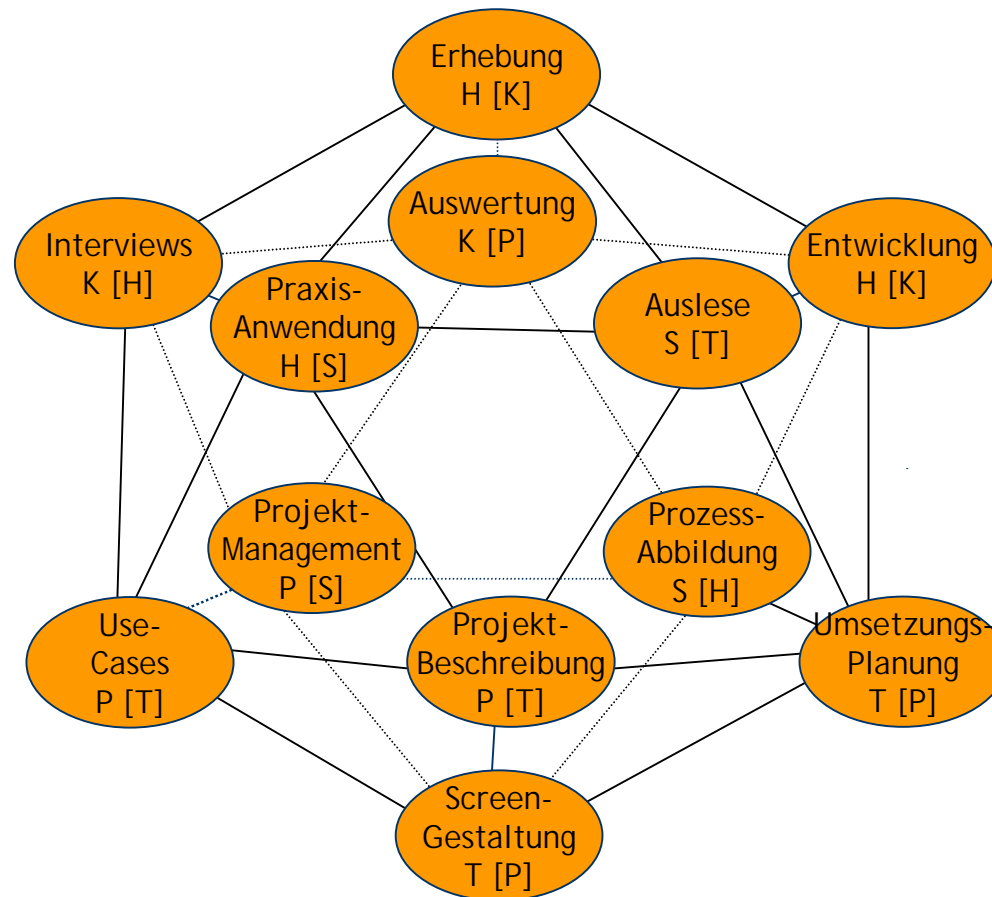 Erhebung
H [K]
Auswertung
K [P]
Interviews
K [H]
Entwicklung
H [K]
Praxis-
Anwendung
H [S]
Auslese
S [T]
Projekt-
Management
P [S]
Prozess-
Abbildung
S [H]
Use-
Cases
P [T]
Projekt-
Beschreibung
P [T]
Umsetzungs-
Planung
T [P]
Screen-
Gestaltung
T [P]